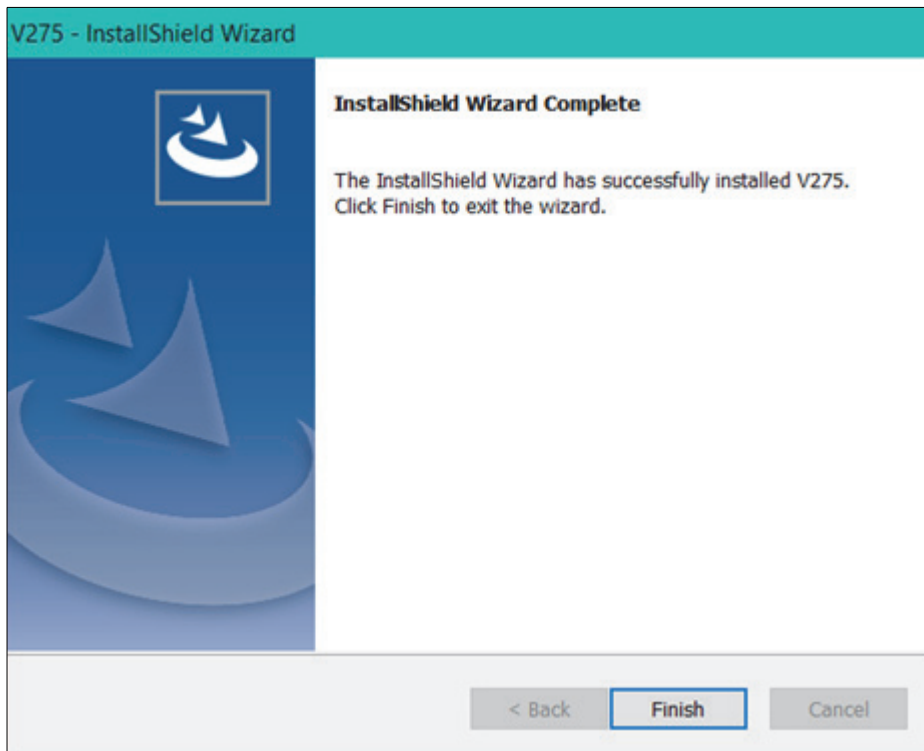 V275 - InstallShield Wizard
InstallShield Wizard Complete
The InstallShield Wizard has successfully installed V275.
Click Finish to exit the wizard.
< Back
Finish
Cancel